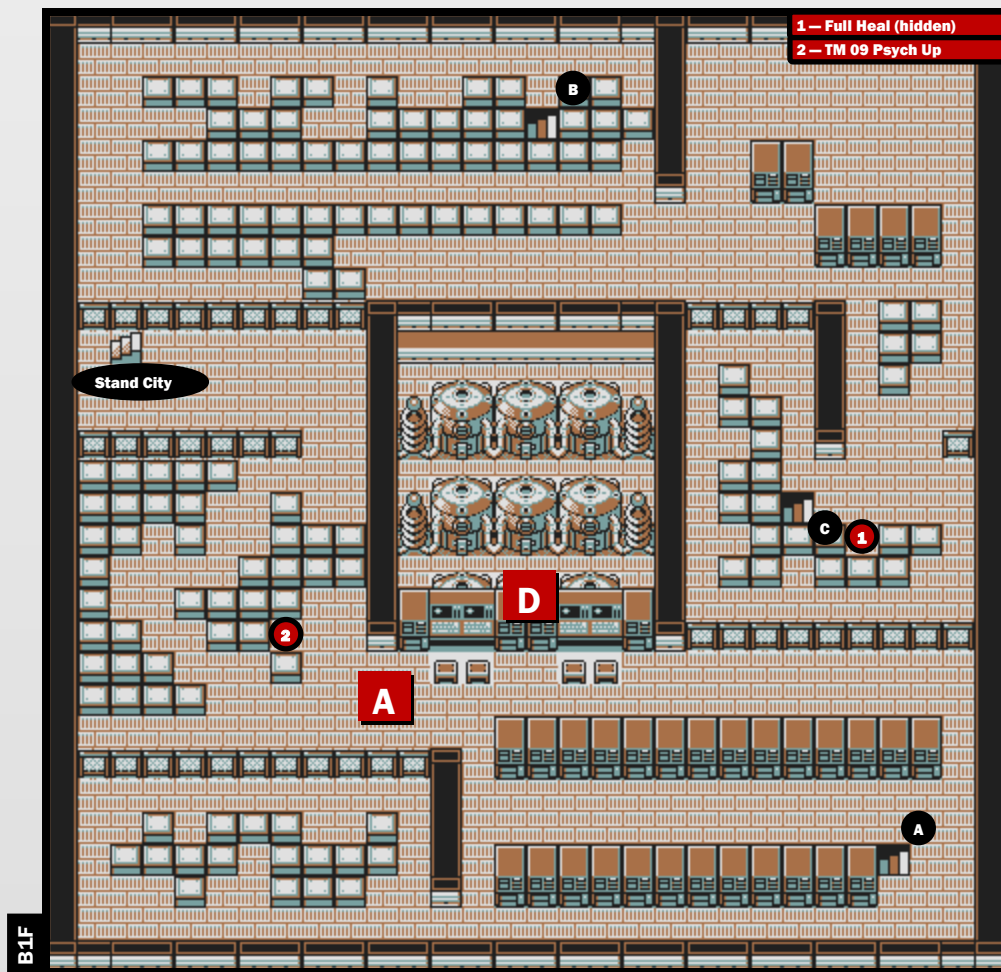 1 — Full Heal (hidden)
2 — TM 09 Psych Up
B
Stand City
C
1
D
2
A
A
B1F